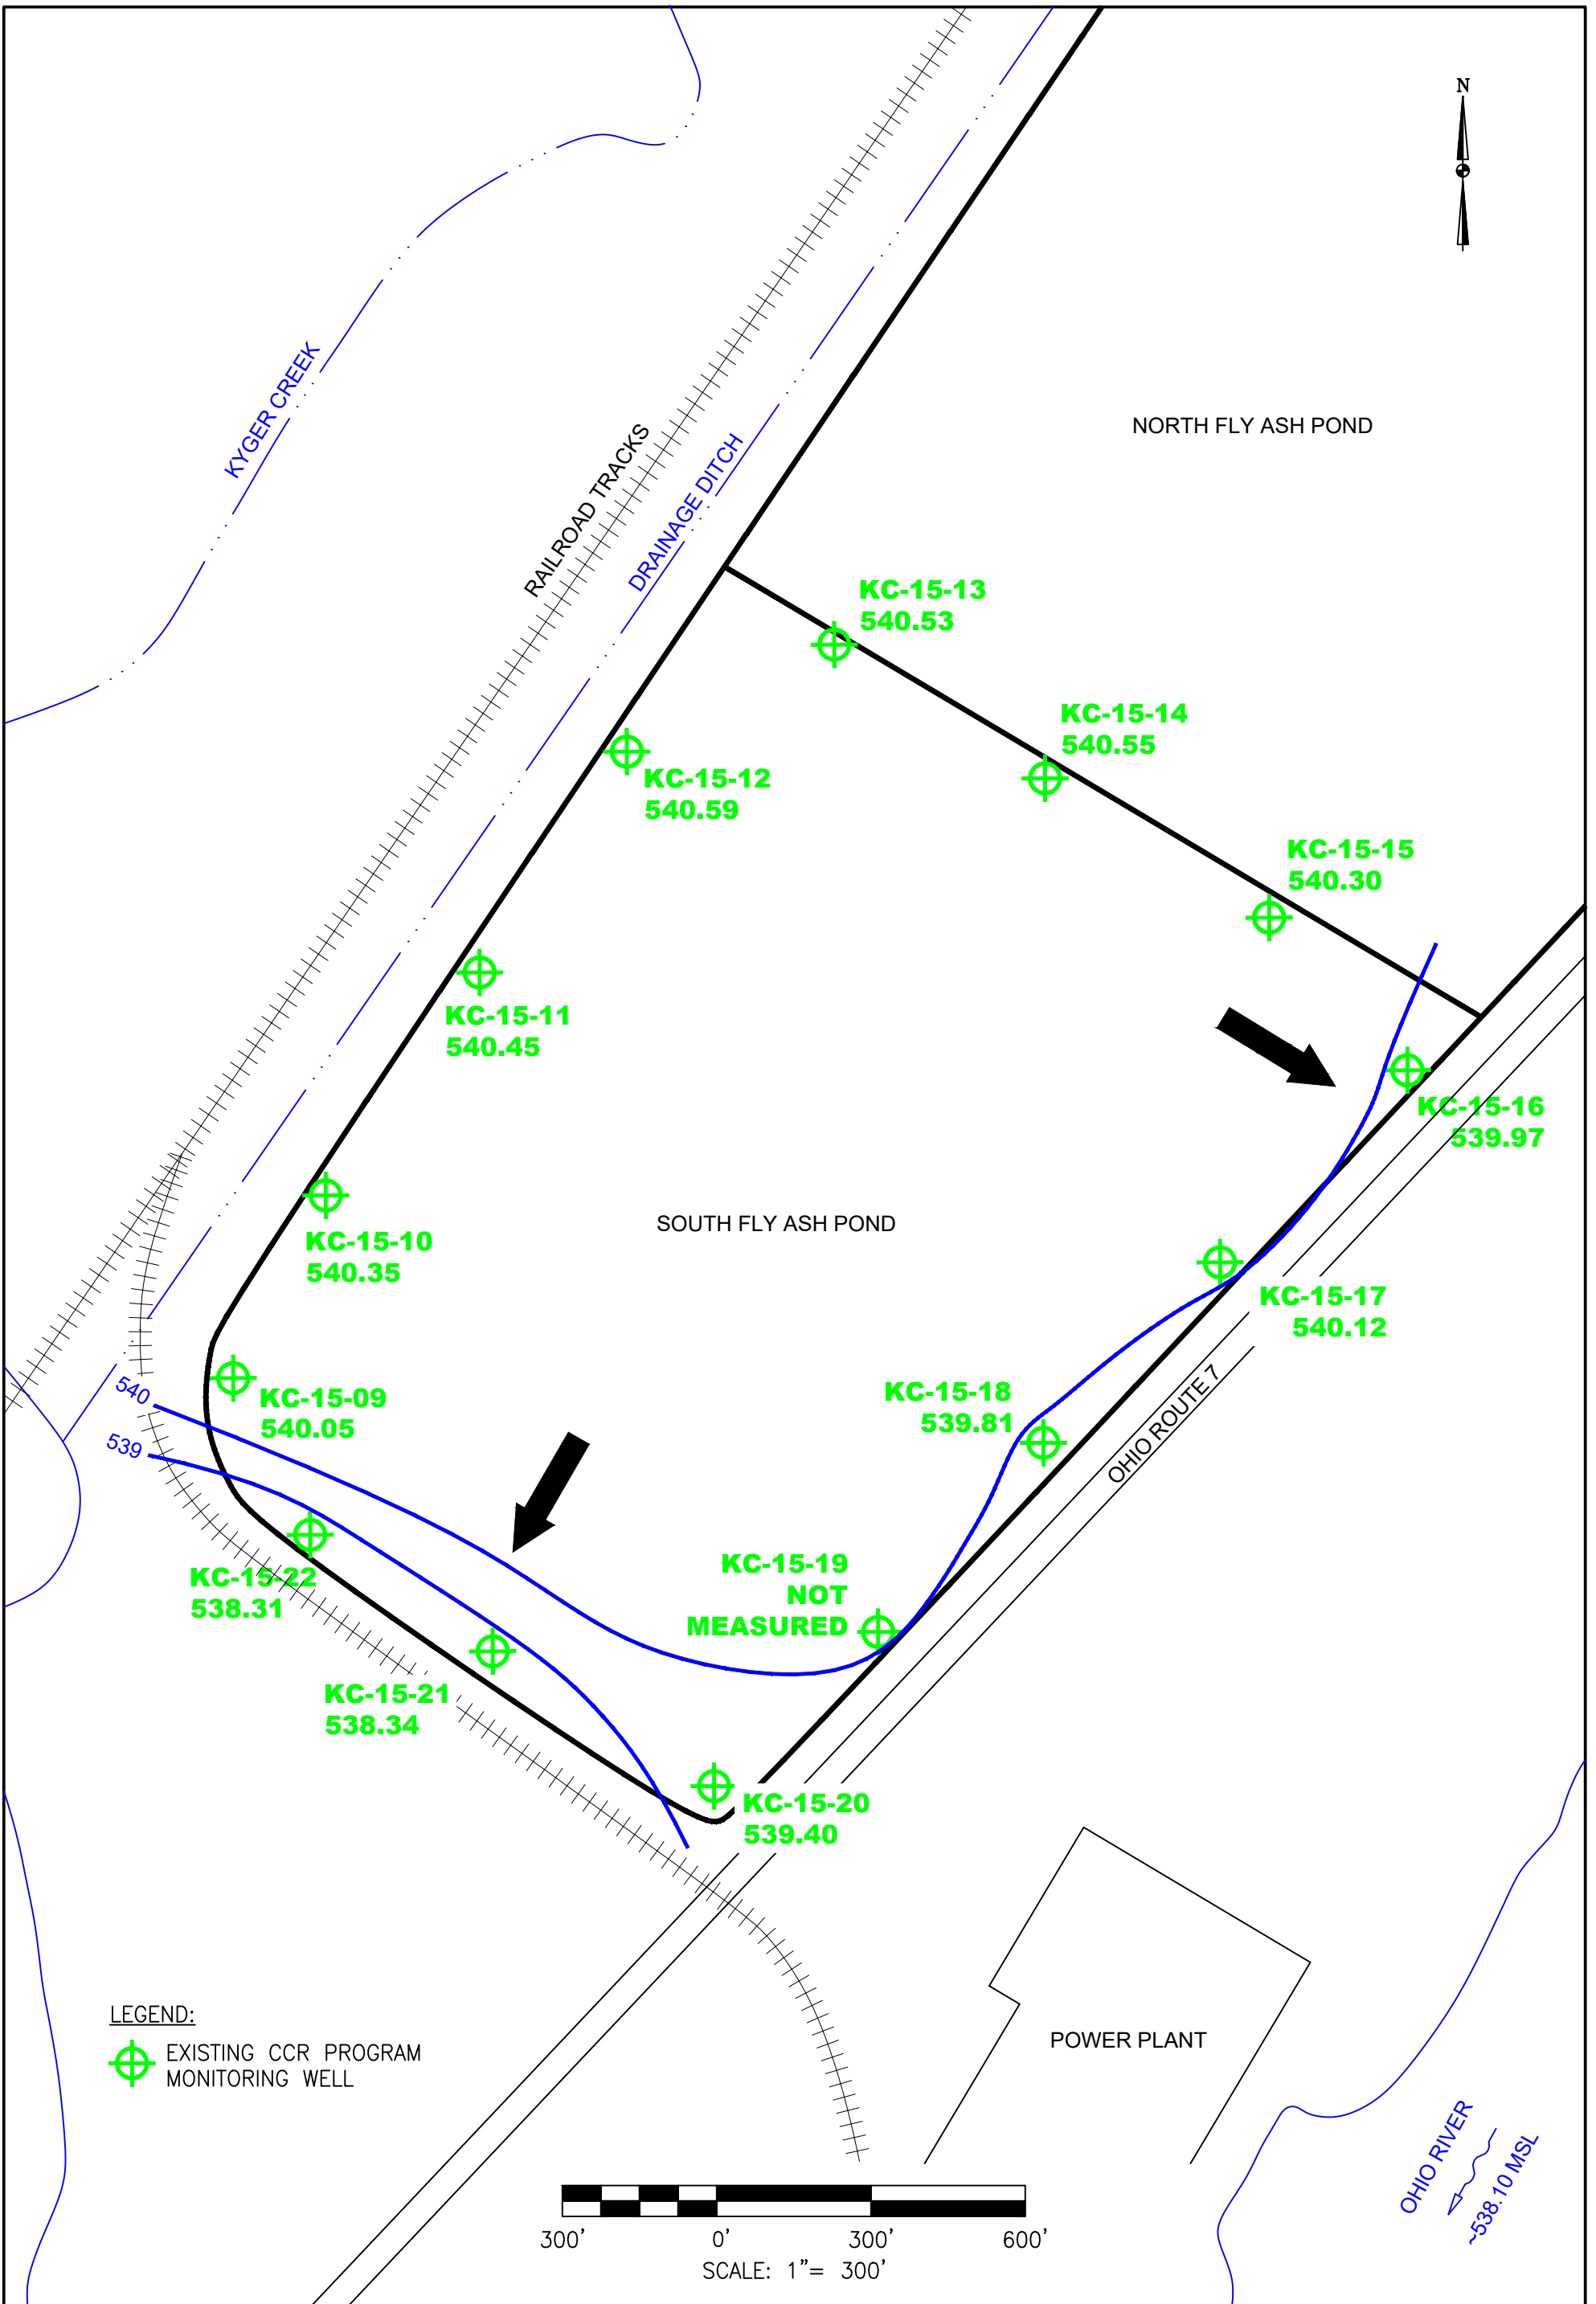 N
NORTH FLY ASH POND
KYGER CREEK
RAILROAD TRACKS
DRAINAGE DITCH
KC-15-13
540.53
KC-15-14
540.55
KC-15-12
540.59
KC-15-15
540.30
KC-15-11
540.45
KC-15-16
539.97
SOUTH FLY ASH POND
KC-15-10
540.35
KC-15-17
540.12
540
KC-15-09
540.05
KC-15-18
539.81
539
OHIO ROUTE 7
KC-15-19
NOT
MEASURED
KC-15-22
538.31
KC-15-21
538.34
KC-15-20
539.40
LEGEND:
EXISTING CCR PROGRAM
MONITORING WELL
POWER PLANT
OHIO RIVER
~538.10 MSL
300' 0' 300' 600'
SCALE: 1"= 300'